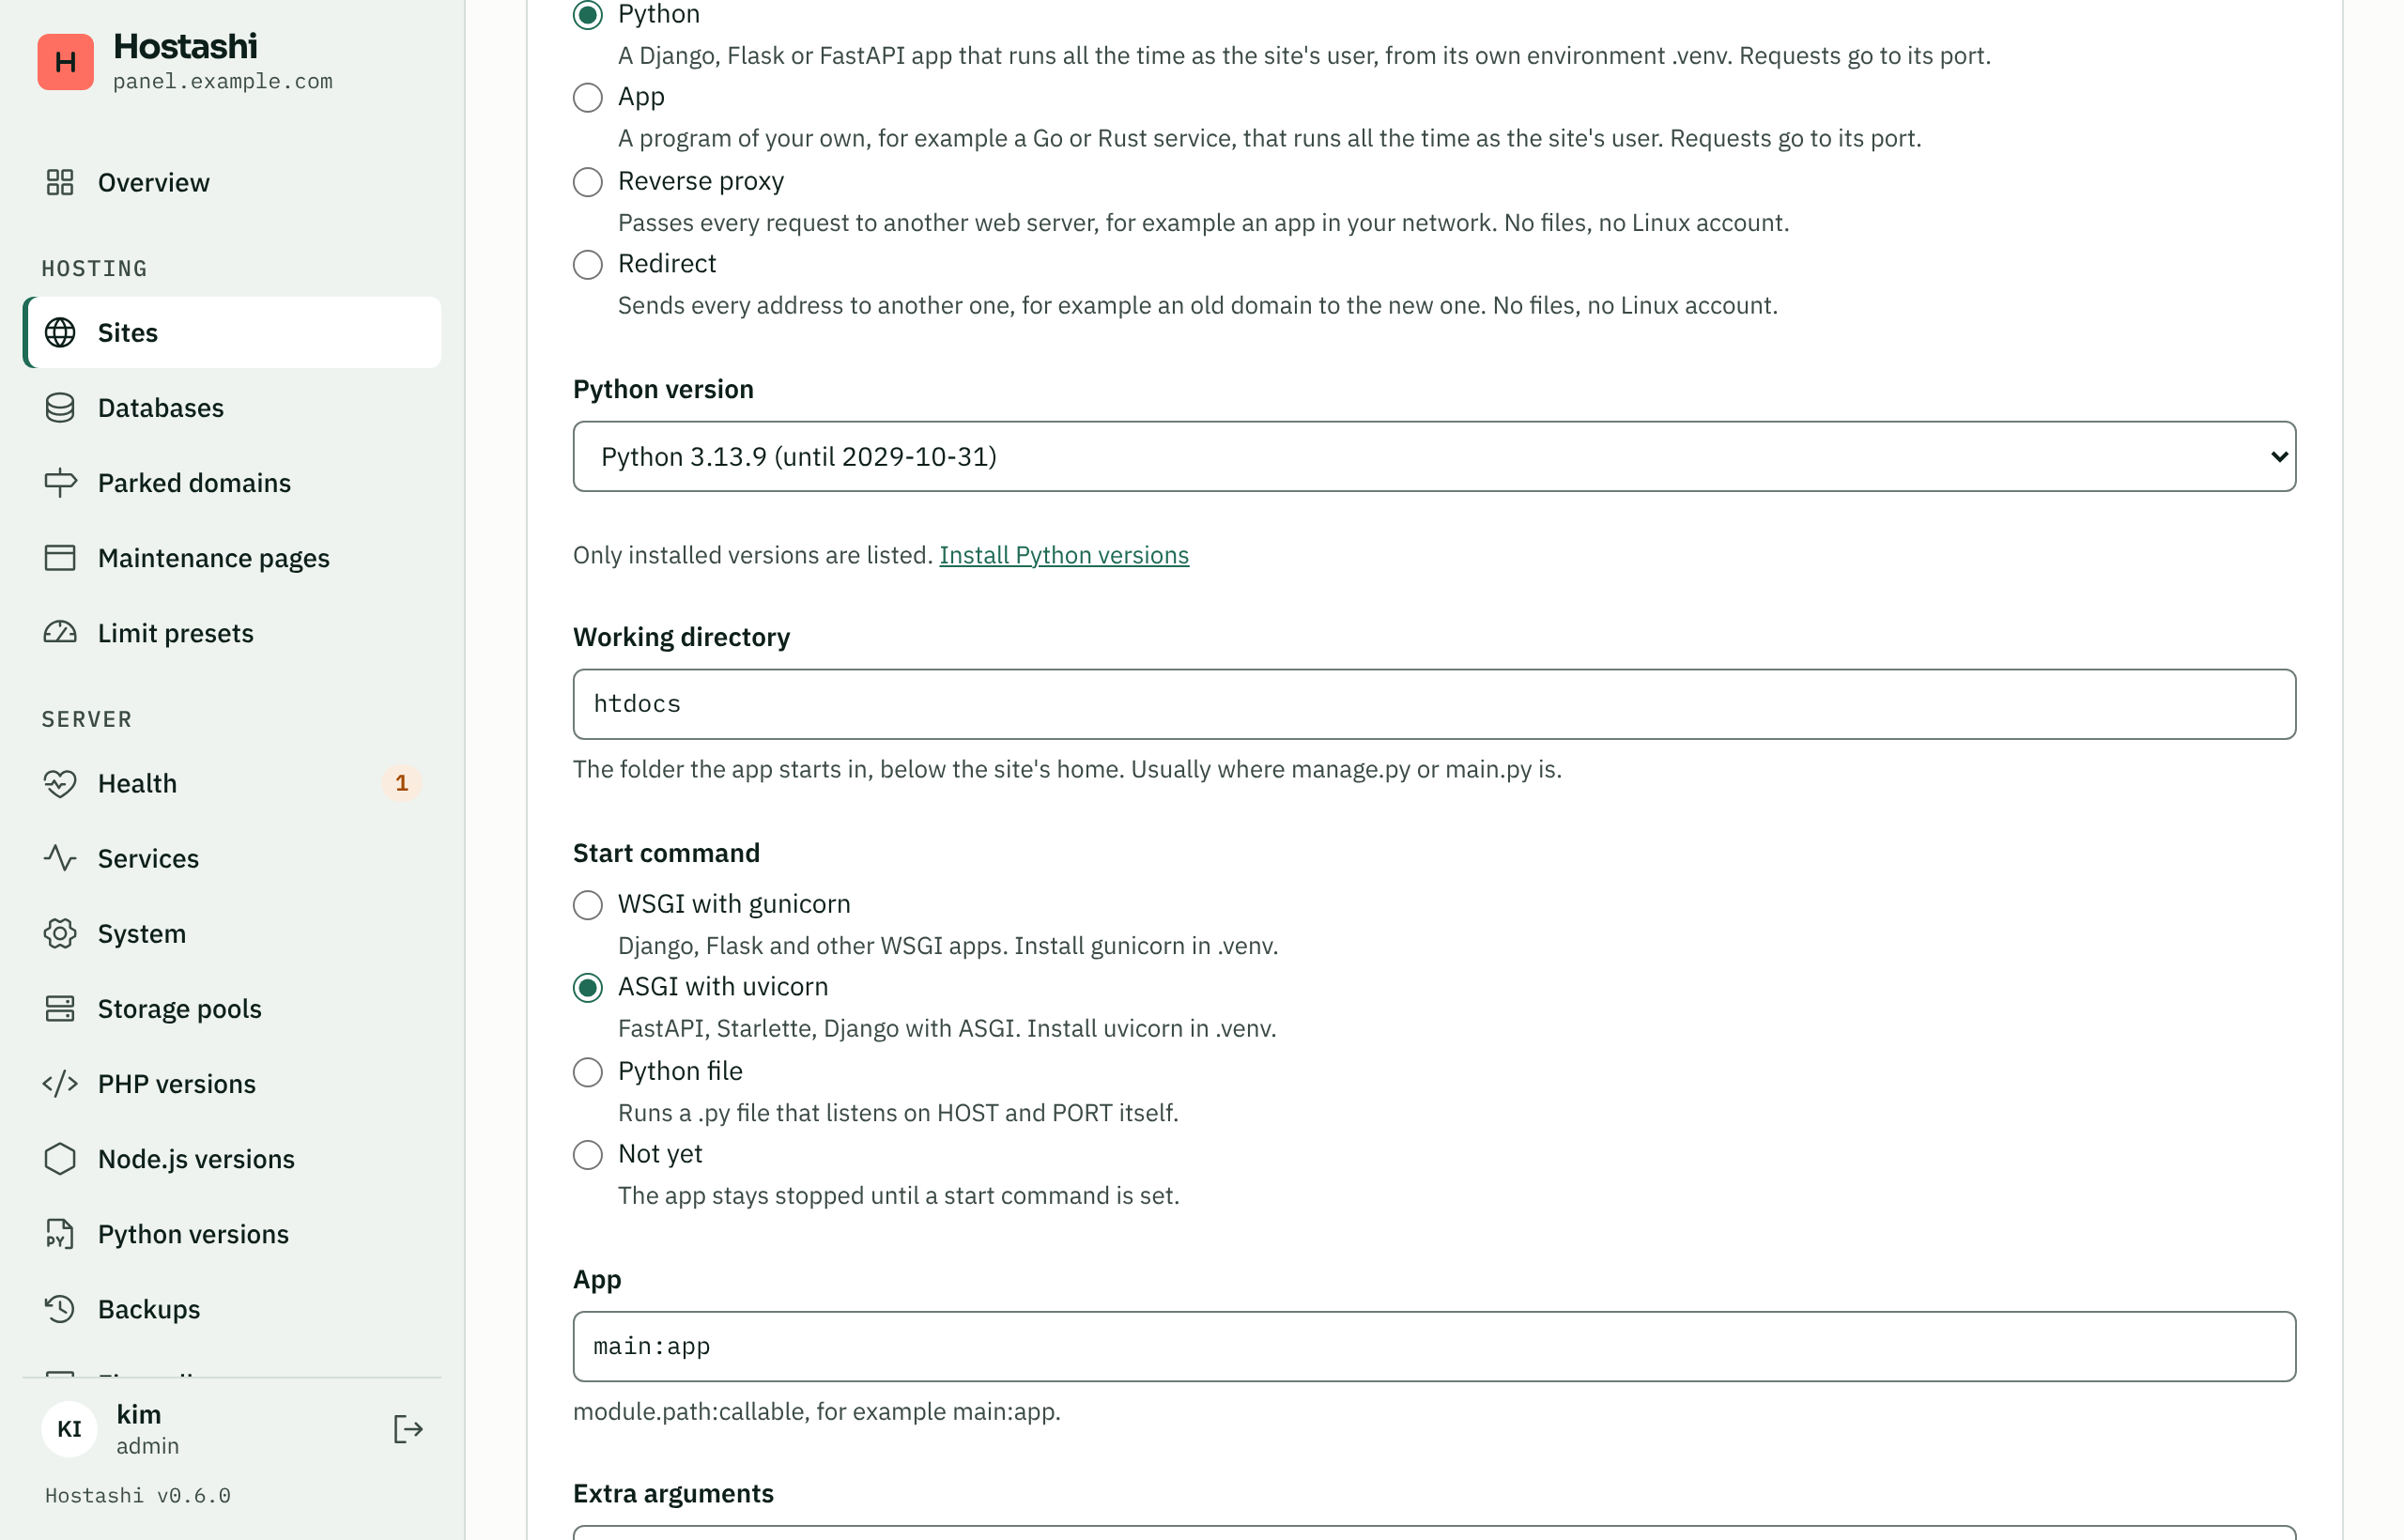 H
Hostashi
panel.example.com
Overview
HOSTING
Sites
Databases
Parked domains
Maintenance pages
Limit presets
SERVER
Health 1
Services
System
Storage pools
PHP versions
Node.js versions
PY Python versions
Backups
KI
kim
admin
Hostashi v0.6.0
Python
A Django, Flask or FastAPI app that runs all the time as the site's user, from its own environment .venv. Requests go to its port.
App
A program of your own, for example a Go or Rust service, that runs all the time as the site's user. Requests go to its port.
Reverse proxy
Passes every request to another web server, for example an app in your network. No files, no Linux account.
Redirect
Sends every address to another one, for example an old domain to the new one. No files, no Linux account.
Python version
Python 3.13.9 (until 2029-10-31)
Only installed versions are listed. Install Python versions
Working directory
htdocs
The folder the app starts in, below the site's home. Usually where manage.py or main.py is.
Start command
WSGI with gunicorn
Django, Flask and other WSGI apps. Install gunicorn in .venv.
ASGI with uvicorn
FastAPI, Starlette, Django with ASGI. Install uvicorn in .venv.
Python file
Runs a .py file that listens on HOST and PORT itself.
Not yet
The app stays stopped until a start command is set.
App
main:app
module.path:callable, for example main:app.
Extra arguments